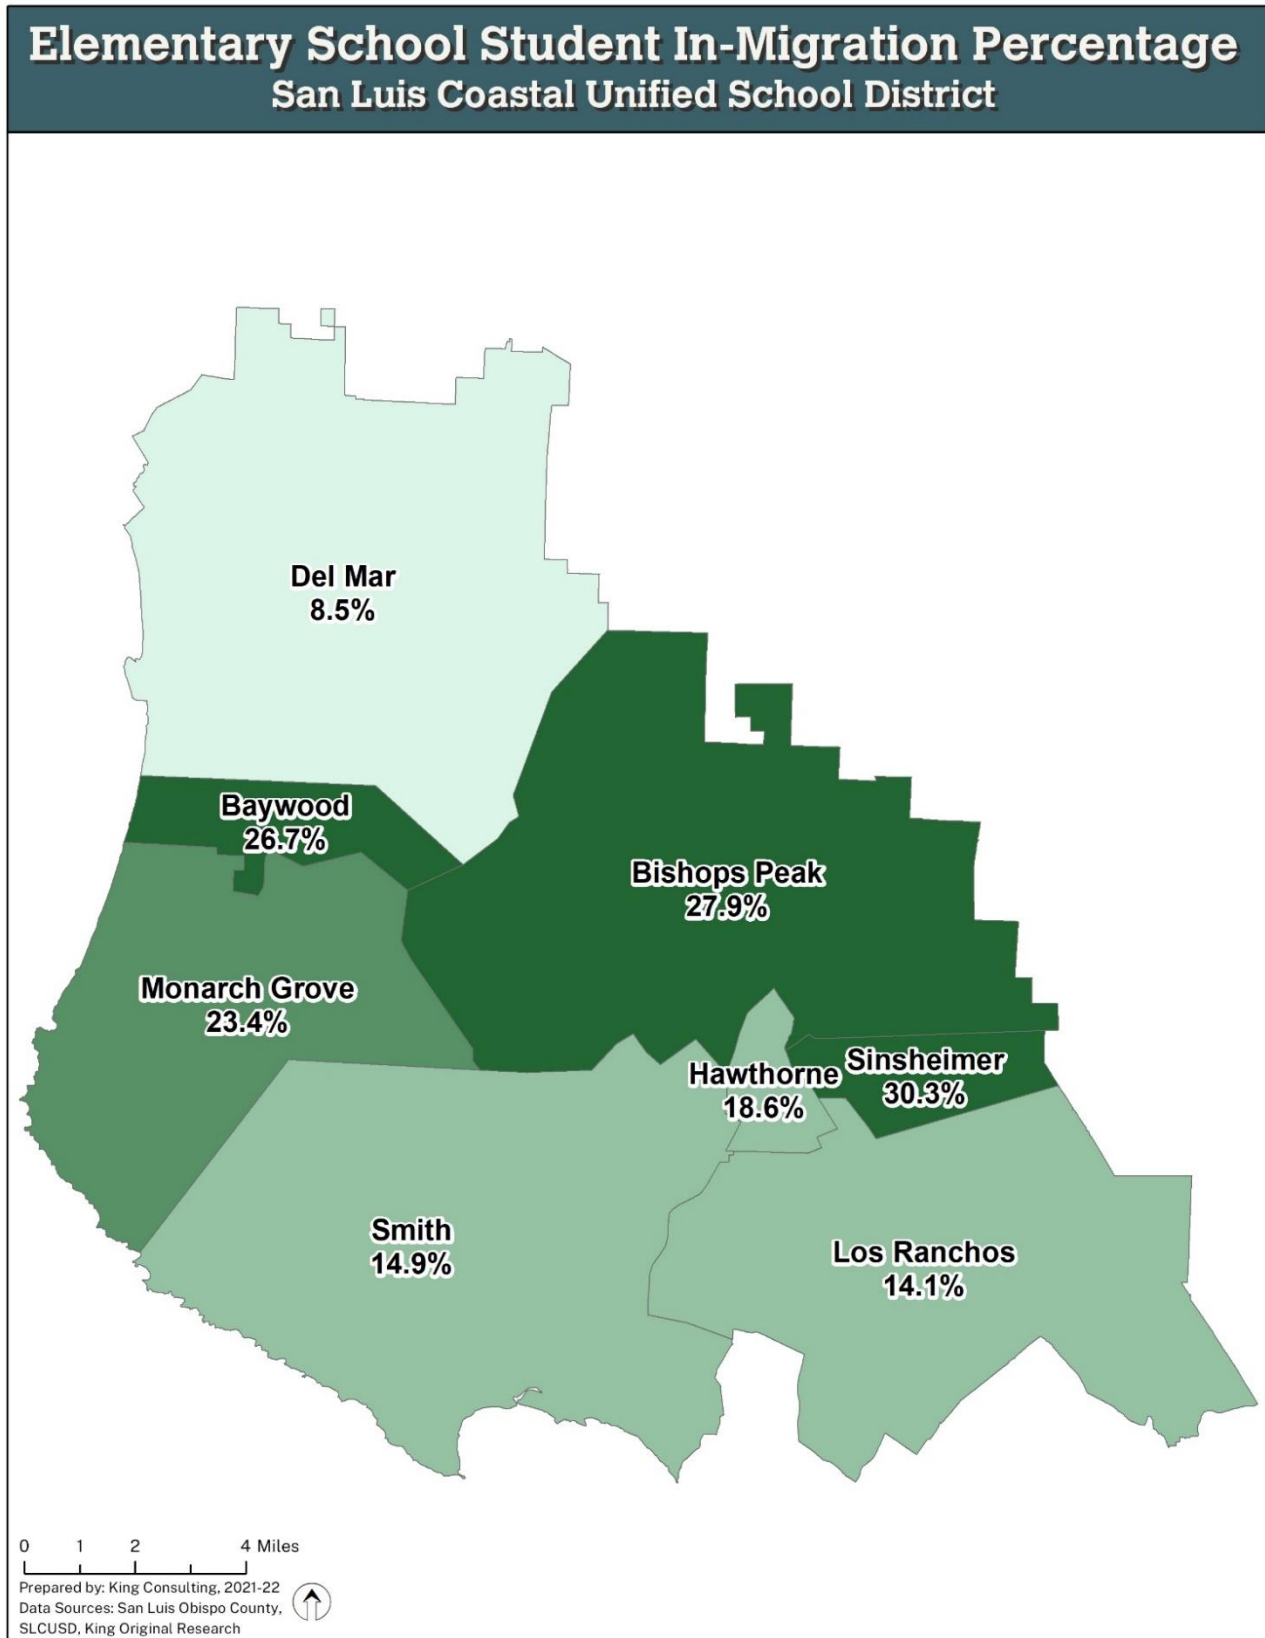 Elementary School Student In-Migration Percentage
San Luis Coastal Unified School District
Del Mar
8.5%
Baywood
26.7%
Bishops Peak
27.9%
Monarch Grove
23.4%
Hawthorne
18.6%
Sinsheimer
30.3%
Smith
14.9%
Los Ranchos
14.1%
0 1 2 4 Miles
Prepared by: King Consulting, 2021-22
Data Sources: San Luis Obispo County,
SLCUSD, King Original Research